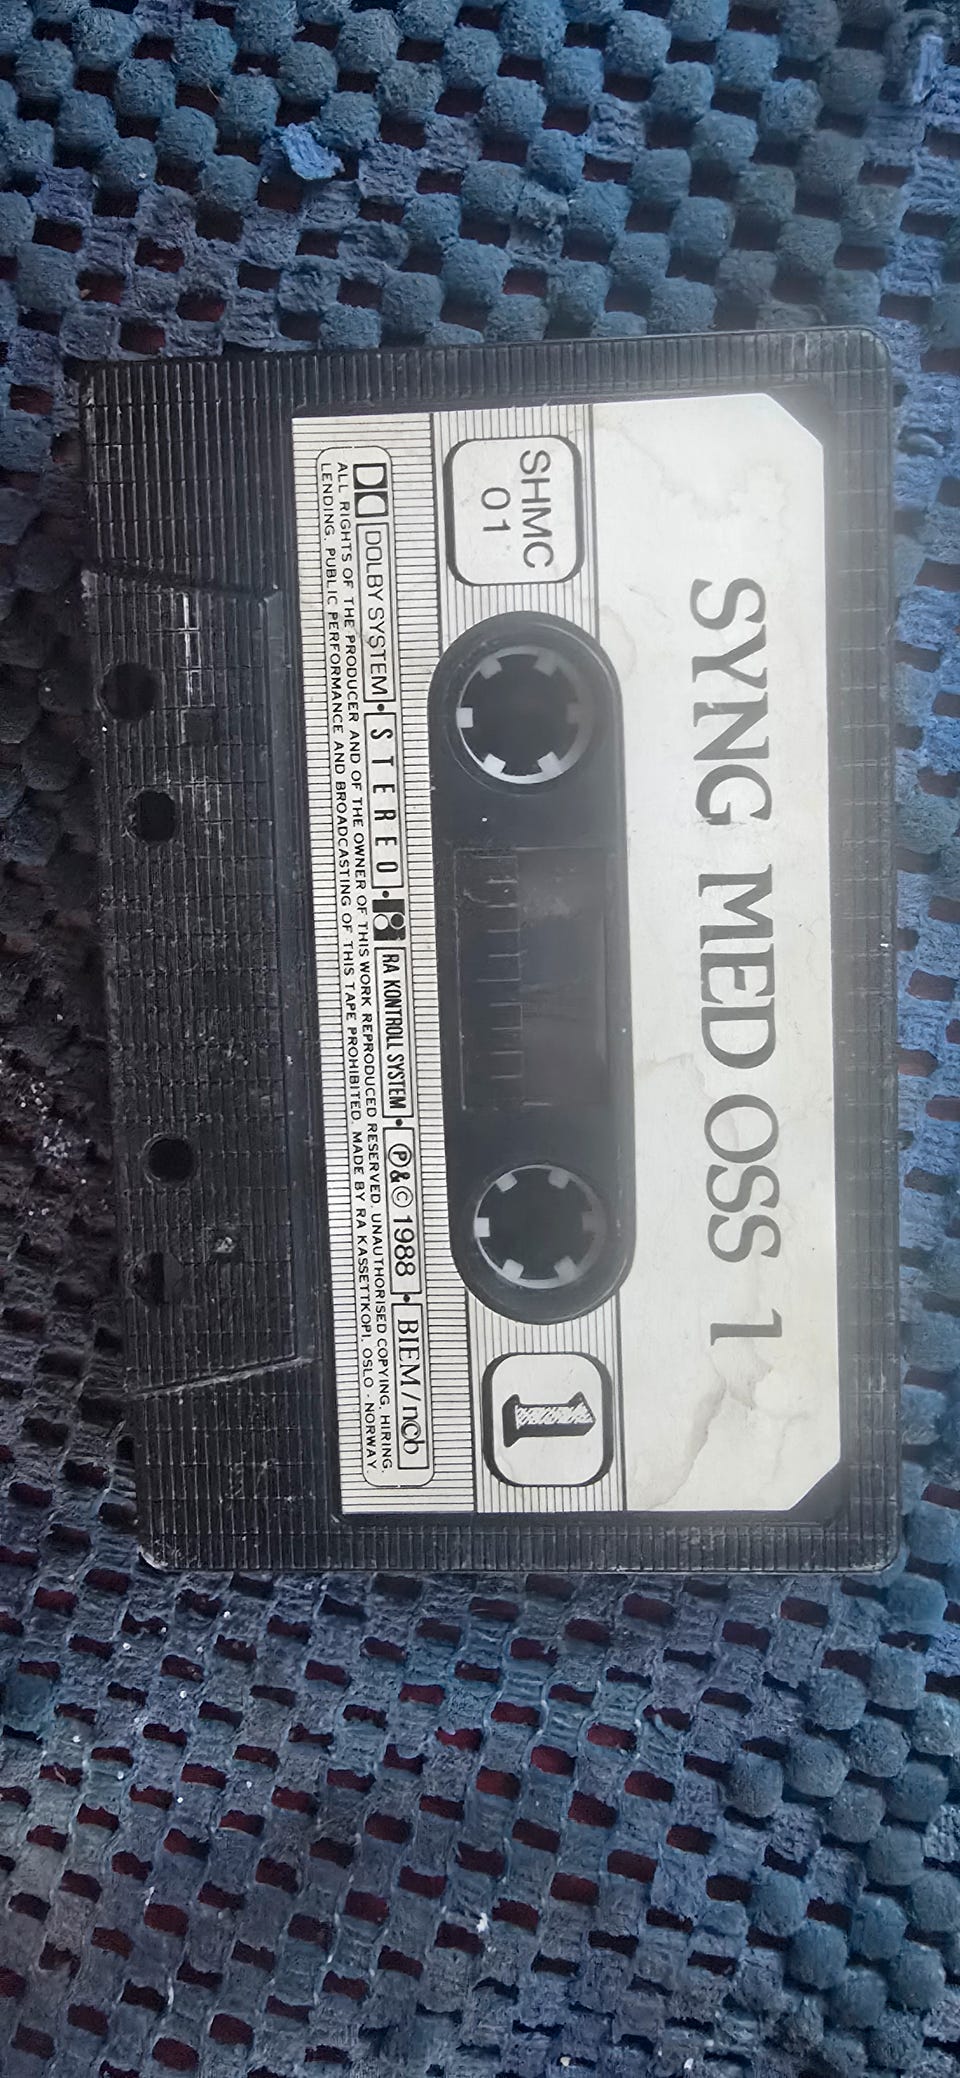 SYNG MED OSS 1
SHMC
01
1
DOLBY SYSTEM • STEREO • RA KONTROLL SYSTEM • Ⓟ&© 1988 • BIEM/ncb
ALL RIGHTS OF THE PRODUCER AND OF THE OWNER OF THIS WORK REPRODUCED RESERVED. UNAUTHORISED COPYING. HIRING.
LENDING. PUBLIC PERFORMANCE AND BROADCASTING OF THIS TAPE PROHIBITED. MADE BY RA KASSETTKOPI. OSLO - NORWAY.